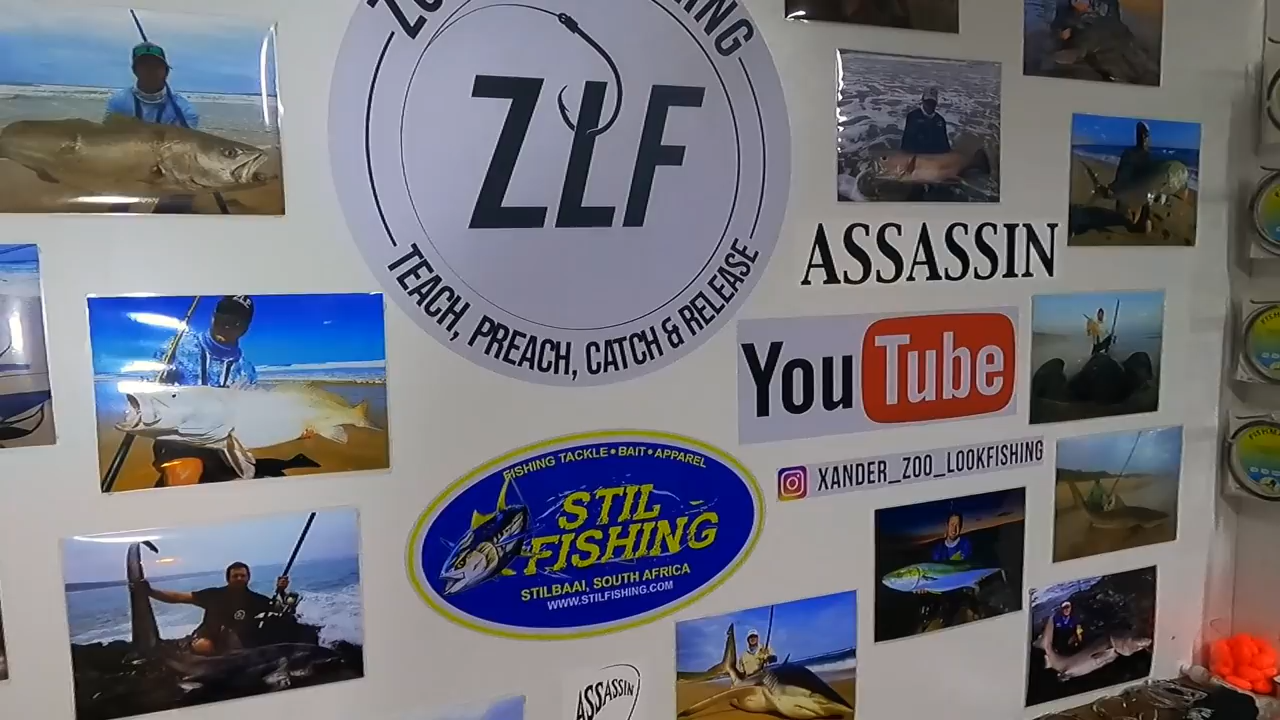 ZLF
TEACH, PREACH, CATCH & RELEASE
ASSASSIN
YouTube
XANDER_ZOO_LOOKFISHING
FISHING TACKLE • BAIT • APPAREL
STIL
FISHING
STILBAAI, SOUTH AFRICA
WWW.STILFISHING.COM
ASSASSIN